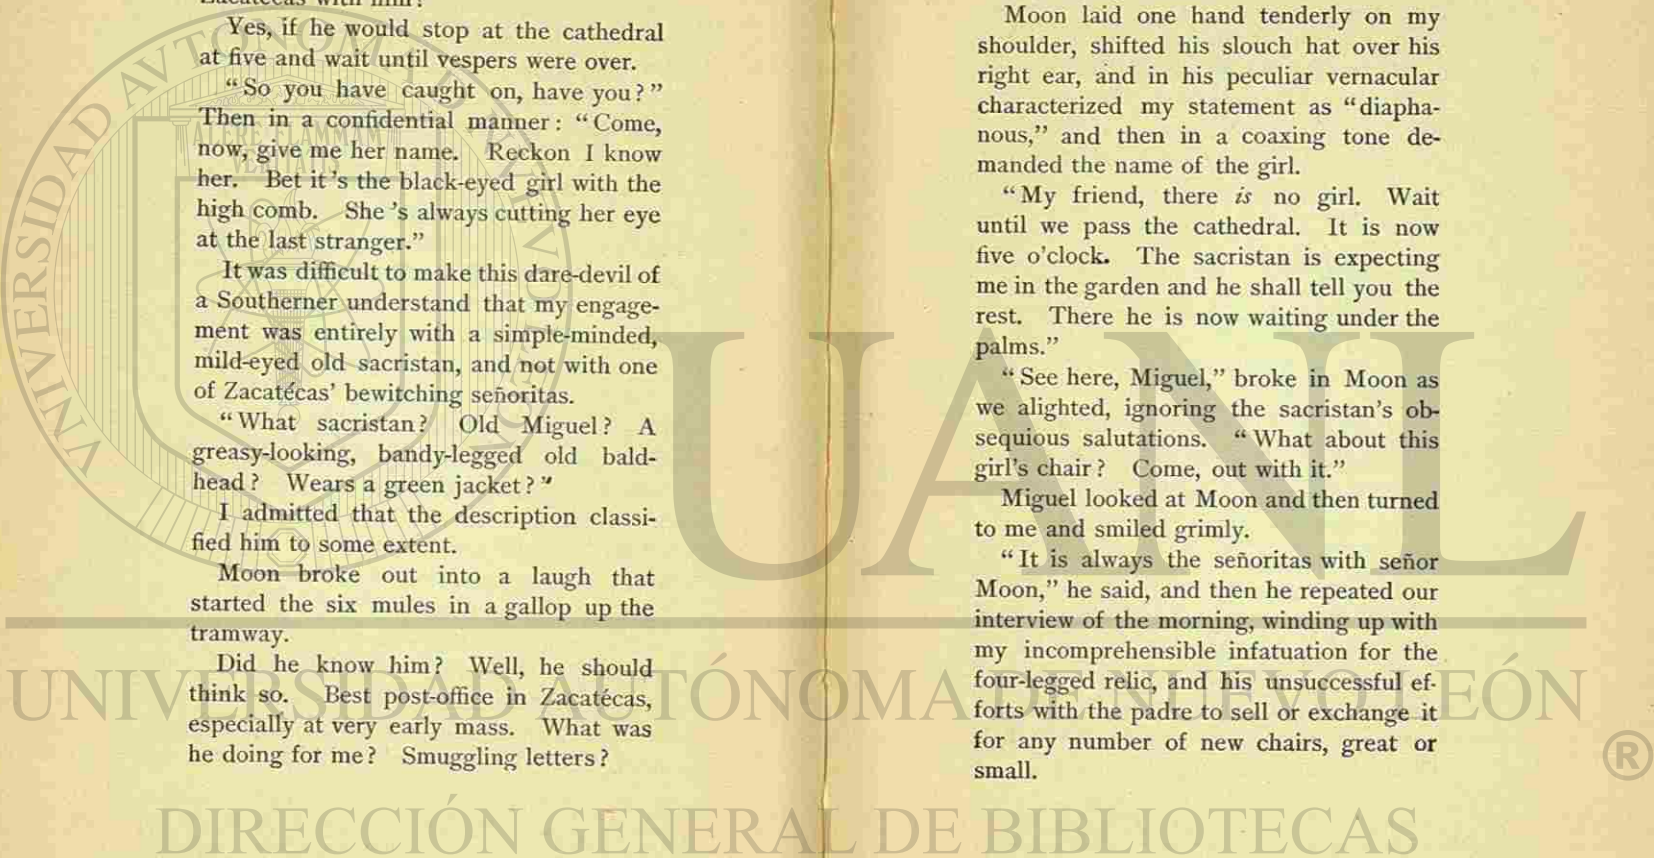 Yes, if he would stop at the cathedral
at five and wait until vespers were over.
“So you have caught on, have you?”
Then in a confidential manner: “Come,
now, give me her name. Reckon I know
her. Bet it's the black-eyed girl with the
high comb. She's always cutting her eye
at the last stranger.”
It was difficult to make this dare-devil of
a Southerner understand that my engage-
ment was entirely with a simple-minded,
mild-eyed old sacristan, and not with one
of Zacatécas' bewitching señoritas.
“What sacristan? Old Miguel? A
greasy-looking, bandy-legged old bald-
head? Wears a green jacket?”
I admitted that the description classi-
fied him to some extent.
Moon broke out into a laugh that
started the six mules in a gallop up the
tramway.
Did he know him? Well, he should
think so. Best post-office in Zacatécas,
especially at very early mass. What was
he doing for me? Smuggling letters?
Moon laid one hand tenderly on my
shoulder, shifted his slouch hat over his
right ear, and in his peculiar vernacular
characterized my statement as “diapha-
nous,” and then in a coaxing tone de-
manded the name of the girl.
“My friend, there is no girl. Wait
until we pass the cathedral. It is now
five o'clock. The sacristan is expecting
me in the garden and he shall tell you the
rest. There he is now waiting under the
palms.”
“See here, Miguel,” broke in Moon as
we alighted, ignoring the sacristan's ob-
sequious salutations. “What about this
girl's chair? Come, out with it.”
Miguel looked at Moon and then turned
to me and smiled grimly.
“It is always the señoritas with señor
Moon,” he said, and then he repeated our
interview of the morning, winding up with
my incomprehensible infatuation for the
four-legged relic, and his unsuccessful ef-
forts with the padre to sell or exchange it
for any number of new chairs, great or
small.
UNIVERSIDAD AUTÓNOMA DE NUEVO LEÓN
ALERE FLAMMAM
VERITATIS
UANL
UNIVERSIDAD AUTÓNOMA DE NUEVO LEÓN
®
DIRECCIÓN GENERAL DE BIBLIOTECAS